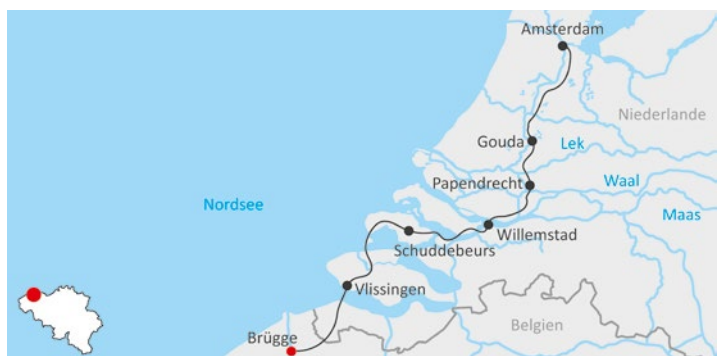 Amsterdam
Niederlande
Gouda
Lek
Papendrecht
Waal
Nordsee
Maas
Willemstad
Schuddebeurs
Vlissingen
Belgien
Brügge